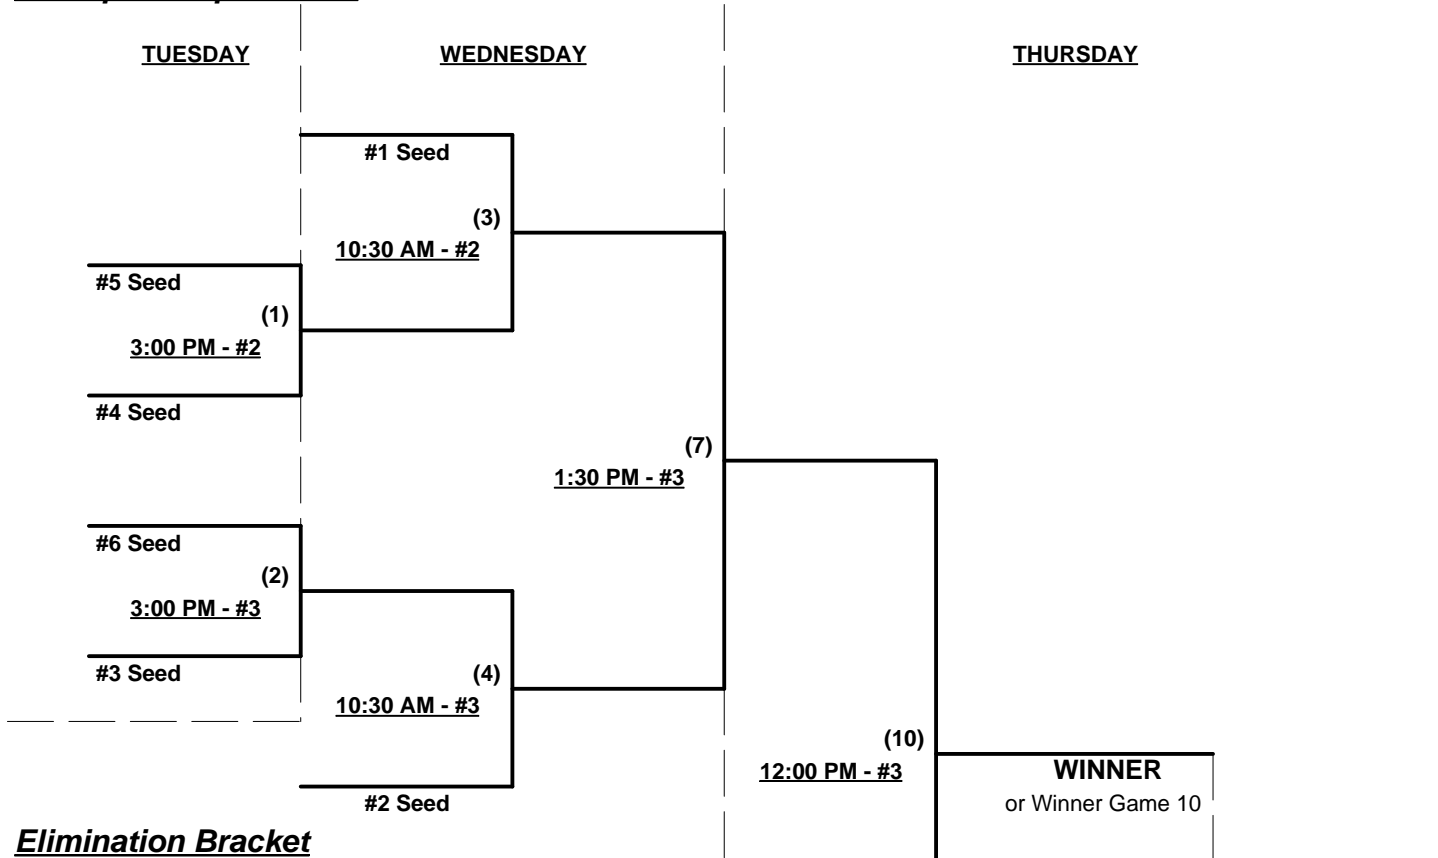 TUESDAY WEDNESDAY THURSDAY
#1 Seed
(3)
10:30 AM - #2
#5 Seed
(1)
3:00 PM - #2
#4 Seed
(7)
1:30 PM - #3
#6 Seed
(2)
3:00 PM - #3
#3 Seed
(4)
10:30 AM - #3
(10)
12:00 PM - #3
WINNER
#2 Seed
or Winner Game 10
Elimination Bracket